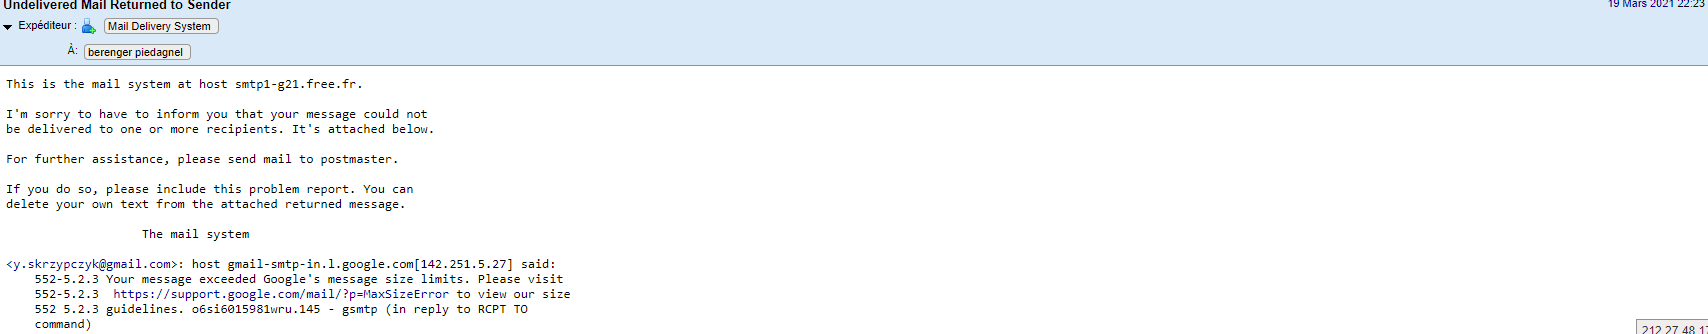 Undelivered Mail Returned to Sender
19 Mars 2021 22:23
Expéditeur : Mail Delivery System
À: berenger piedagnel
This is the mail system at host smtp1-g21.free.fr.
I'm sorry to have to inform you that your message could not
be delivered to one or more recipients. It's attached below.
For further assistance, please send mail to postmaster.
If you do so, please include this problem report. You can
delete your own text from the attached returned message.
The mail system
<y.skrzypczyk@gmail.com>: host gmail-smtp-in.l.google.com[142.251.5.27] said:
552-5.2.3 Your message exceeded Google's message size limits. Please visit
552-5.2.3 https://support.google.com/mail/?p=MaxSizeError to view our size
552 5.2.3 guidelines. o6si6015981wru.145 - gsmtp (in reply to RCPT TO
command)